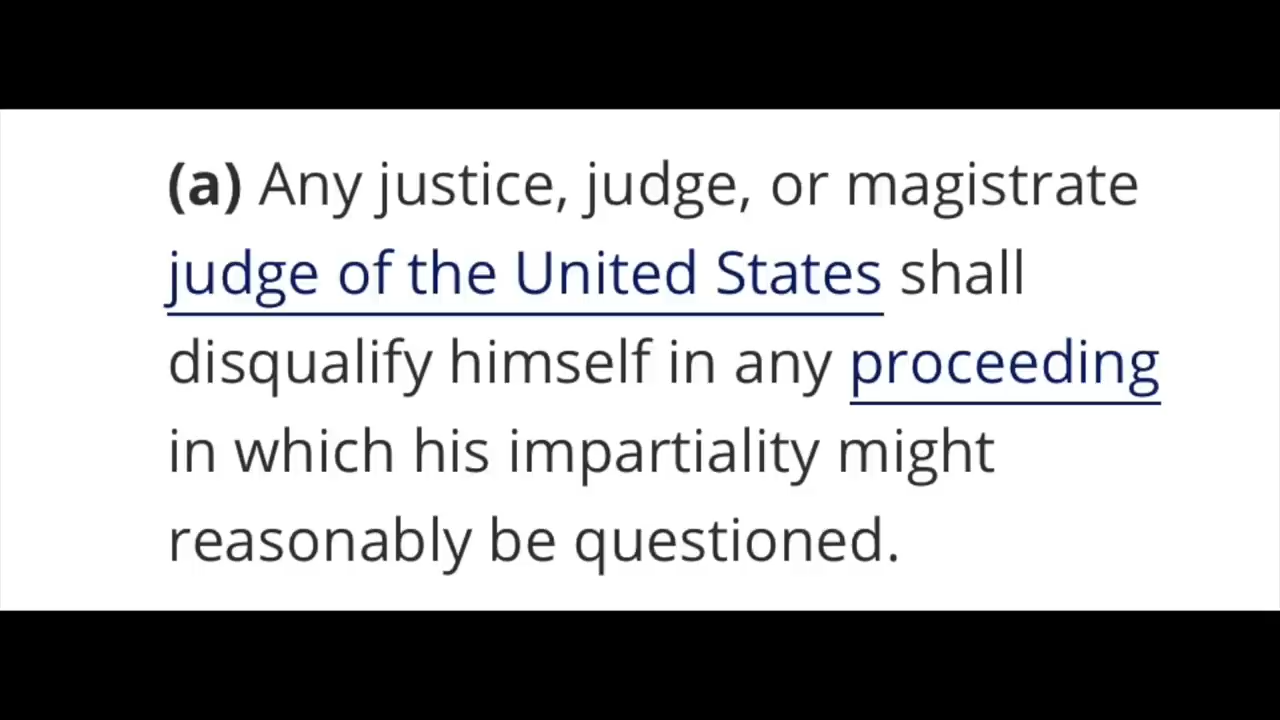 (a) Any justice, judge, or magistrate
judge of the United States shall
disqualify himself in any proceeding
in which his impartiality might
reasonably be questioned.